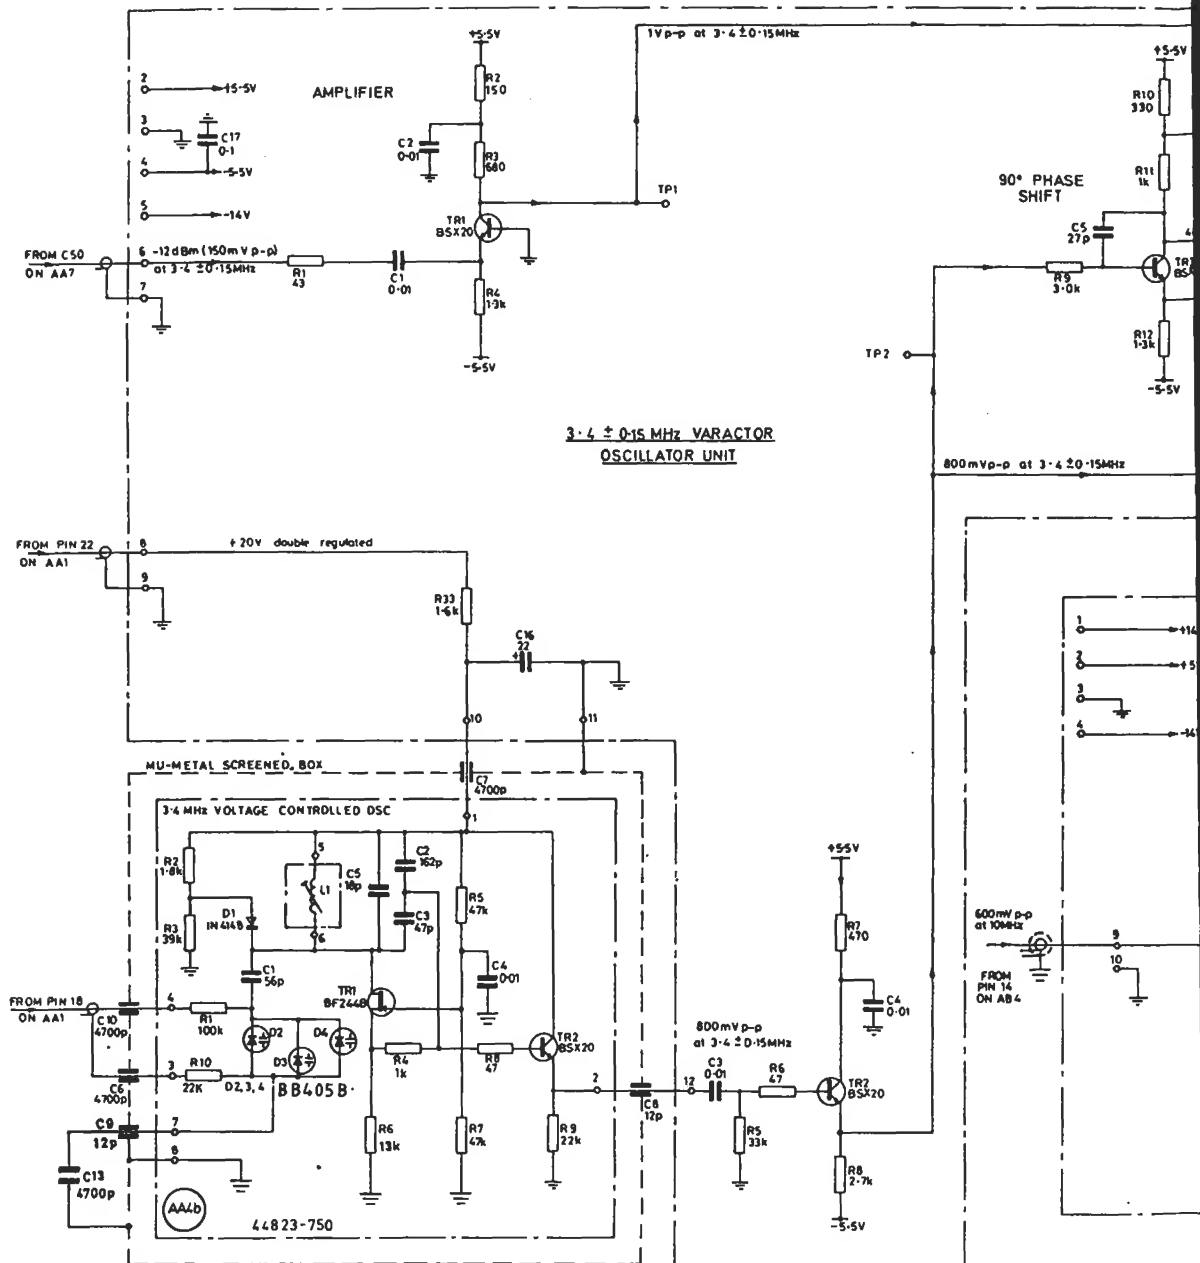 +5·5V
1V p-p at 3·4 ±0·15MHz
+5·5V
R2
150
AMPLIFIER
2
+5·5V
R10
330
3
C17
0·1
C2
0·01
R3
680
4
-5·5V
R11
1k
90° PHASE
SHIFT
TP1
5
-14V
TR1
BSX20
C5
27p
FROM C50
ON AA7
6
-12dBm (150mV p-p)
at 3·4 ±0·15MHz
R1
43
C1
0·01
R9
3·0k
7
R4
1·3k
R12
1·3k
TP2
-5·5V
-5·5V
3·4 ± 0·15 MHz VARACTOR
OSCILLATOR UNIT
800mVp-p at 3·4 ±0·15MHz
FROM PIN 22
ON AA1
8
+20V double regulated
9
R33
1·6k
C16
22
+
1
+14
2
+5
3
4
-14V
10
11
MU-METAL SCREENED BOX
C7
4700p
3·4 MHz VOLTAGE CONTROLLED OSC
1
R2
1·8k
5
L1
6
C5
18p
C2
162p
C3
47p
R5
47k
+5·5V
D1
IN4148
R3
39k
R7
470
600mV p-p
at 10MHz
9
10
FROM
PIN 14
ON AB4
C1
56p
C4
0·01
FROM PIN 18
ON AA1
C10
4700p
4
R1
100k
TR1
BF244B
C4
0·01
D2
D4
D3
TR2
BSX20
800mVp-p
at 3·4 ±0·15MHz
C6
4700p
3
R10
22K
D2,3,4
BB405B
R4
1k
R8
47
2
C8
12p
12
C3
0·01
R6
47
TR2
BSX20
C9
12p
7
8
R6
13k
R7
47k
R9
22k
R5
33k
R8
2·7k
C13
4700p
AA4b
44823-750
-5·5V